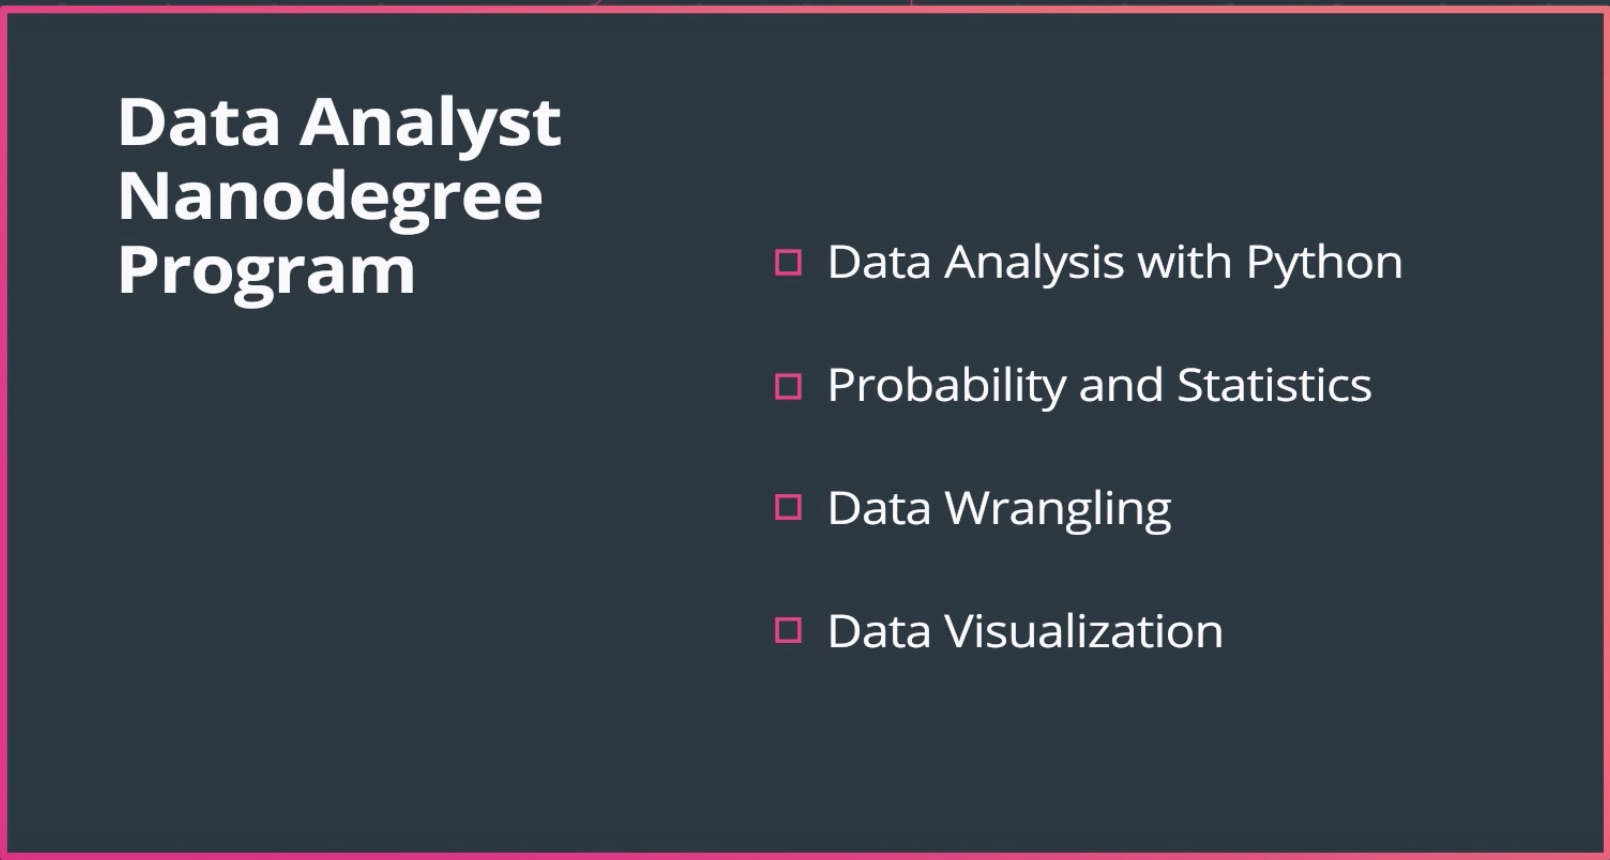 Data Analyst
Nanodegree
Program
Data Analysis with Python
Probability and Statistics
Data Wrangling
Data Visualization